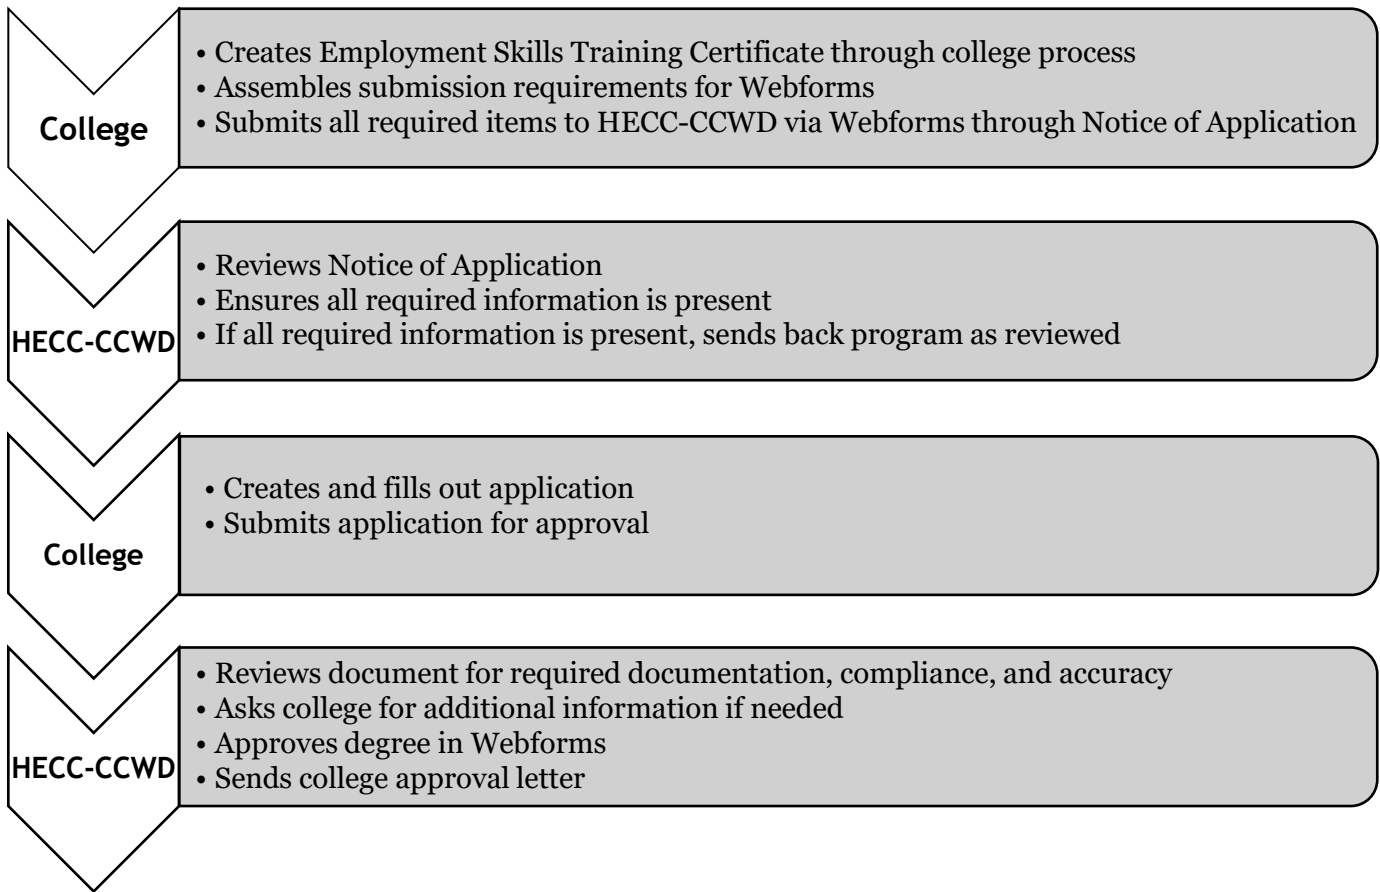 College
• Creates Employment Skills Training Certificate through college process
• Assembles submission requirements for Webforms
• Submits all required items to HECC-CCWD via Webforms through Notice of Application
HECC-CCWD
• Reviews Notice of Application
• Ensures all required information is present
• If all required information is present, sends back program as reviewed
College
• Creates and fills out application
• Submits application for approval
HECC-CCWD
• Reviews document for required documentation, compliance, and accuracy
• Asks college for additional information if needed
• Approves degree in Webforms
• Sends college approval letter